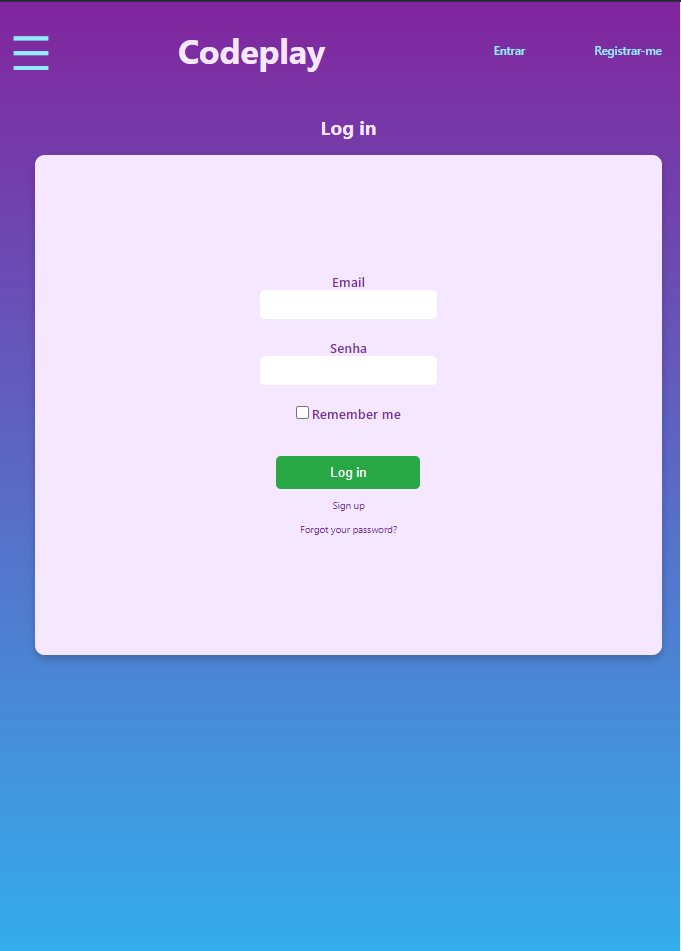 Codeplay
Entrar
Registrar-me
Log in
Email
Senha
Remember me
Log in
Sign up
Forgot your password?